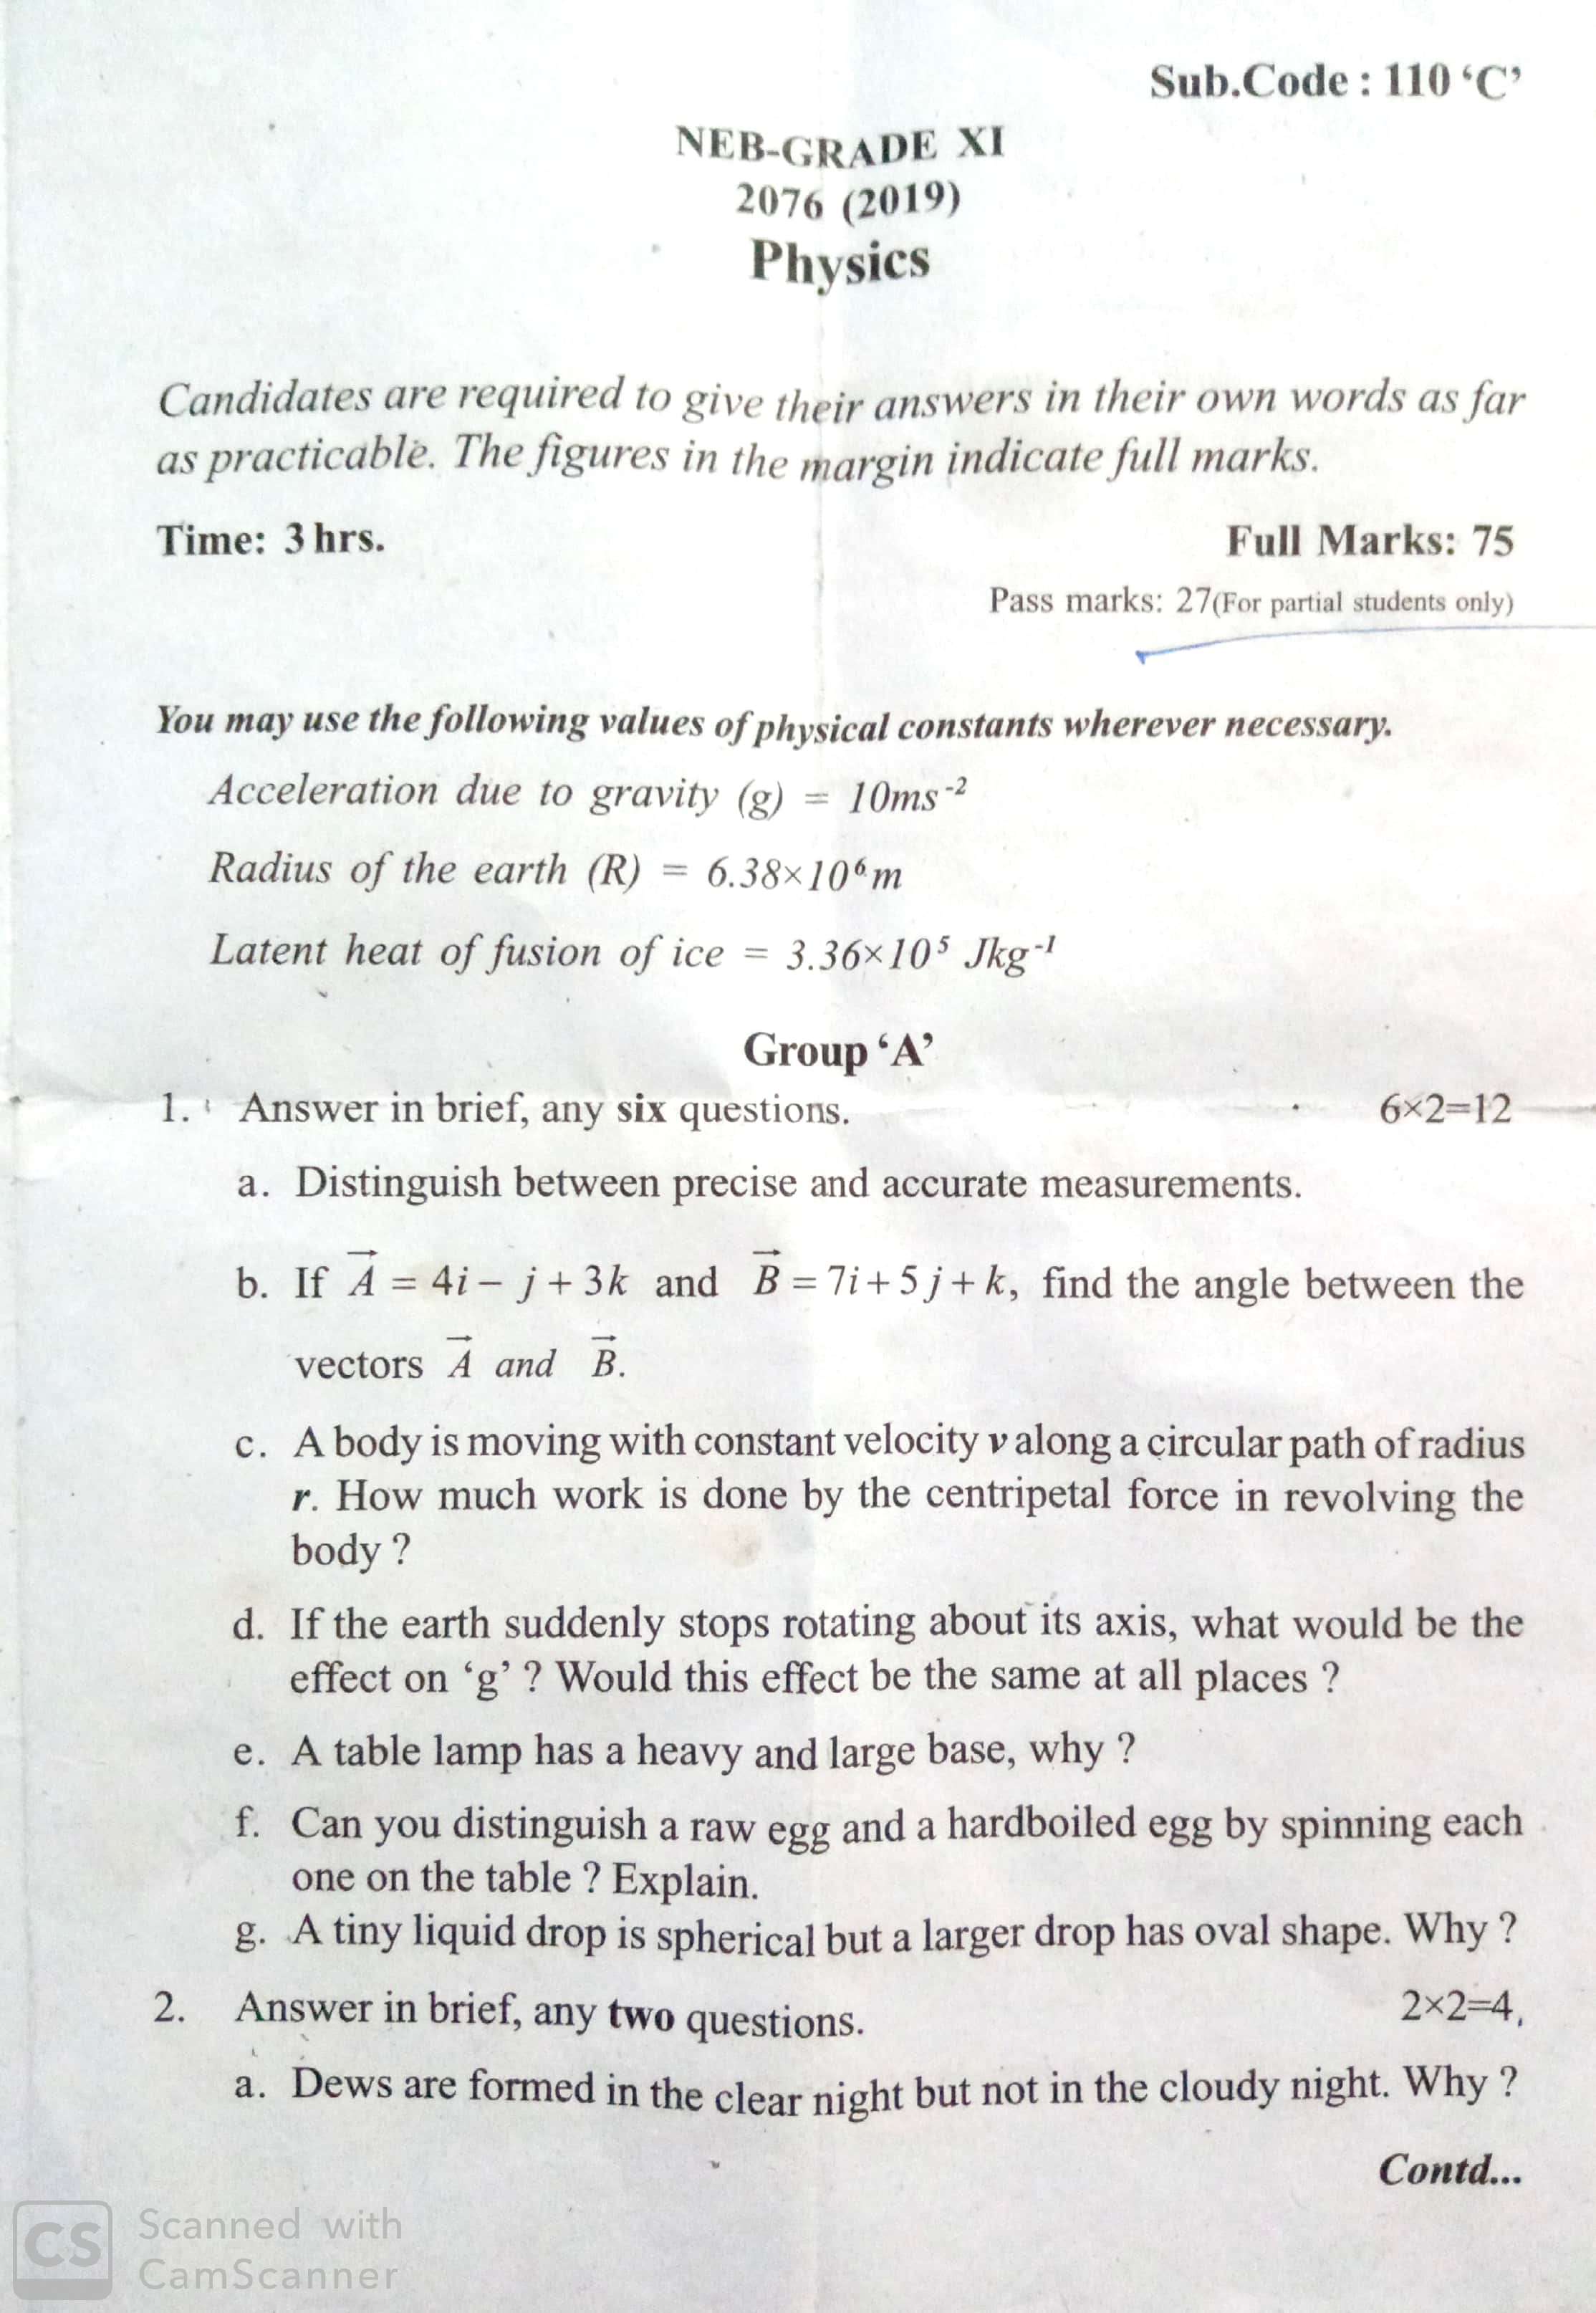 Sub.Code : 110 ‘C’
NEB-GRADE XI
2076 (2019)
Physics
Candidates are required to give their answers in their own words as far
as practicable. The figures in the margin indicate full marks.
Time: 3 hrs.
Full Marks: 75
Pass marks: 27(For partial students only)
You may use the following values of physical constants wherever necessary.
Acceleration due to gravity (g) = 10ms⁻²
Radius of the earth (R) = 6.38×10⁶m
Latent heat of fusion of ice = 3.36×10⁵ Jkg⁻¹
Group ‘A’
1. Answer in brief, any six questions. 6×2=12
a. Distinguish between precise and accurate measurements.
b. If A⃗ = 4i − j + 3k and B⃗ = 7i + 5j + k, find the angle between the
vectors A⃗ and B⃗.
c. A body is moving with constant velocity v along a circular path of radius
r. How much work is done by the centripetal force in revolving the
body ?
d. If the earth suddenly stops rotating about its axis, what would be the
effect on ‘g’ ? Would this effect be the same at all places ?
e. A table lamp has a heavy and large base, why ?
f. Can you distinguish a raw egg and a hardboiled egg by spinning each
one on the table ? Explain.
g. A tiny liquid drop is spherical but a larger drop has oval shape. Why ?
2. Answer in brief, any two questions. 2×2=4
a. Dews are formed in the clear night but not in the cloudy night. Why ?
Contd...
CS Scanned with
CamScanner